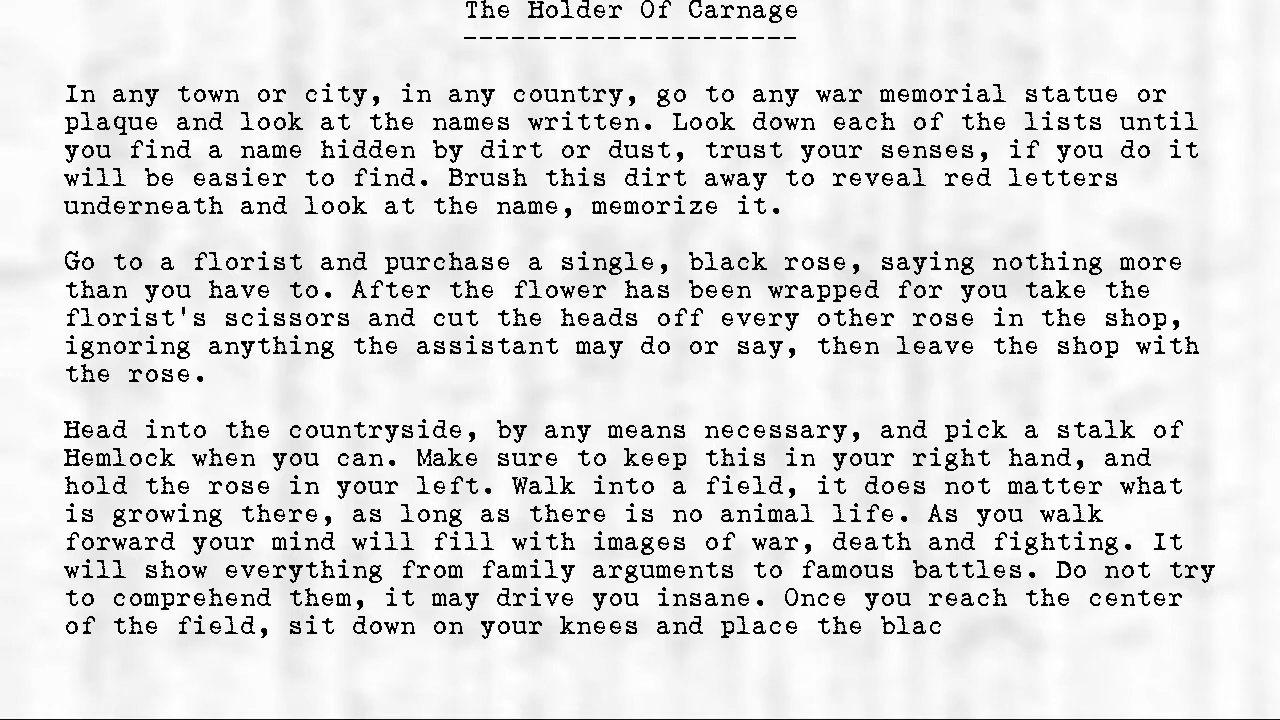 The Holder Of Carnage
---------------------
In any town or city, in any country, go to any war memorial statue or
plaque and look at the names written. Look down each of the lists until
you find a name hidden by dirt or dust, trust your senses, if you do it
will be easier to find. Brush this dirt away to reveal red letters
underneath and look at the name, memorize it.
Go to a florist and purchase a single, black rose, saying nothing more
than you have to. After the flower has been wrapped for you take the
florist's scissors and cut the heads off every other rose in the shop,
ignoring anything the assistant may do or say, then leave the shop with
the rose.
Head into the countryside, by any means necessary, and pick a stalk of
Hemlock when you can. Make sure to keep this in your right hand, and
hold the rose in your left. Walk into a field, it does not matter what
is growing there, as long as there is no animal life. As you walk
forward your mind will fill with images of war, death and fighting. It
will show everything from family arguments to famous battles. Do not try
to comprehend them, it may drive you insane. Once you reach the center
of the field, sit down on your knees and place the blac